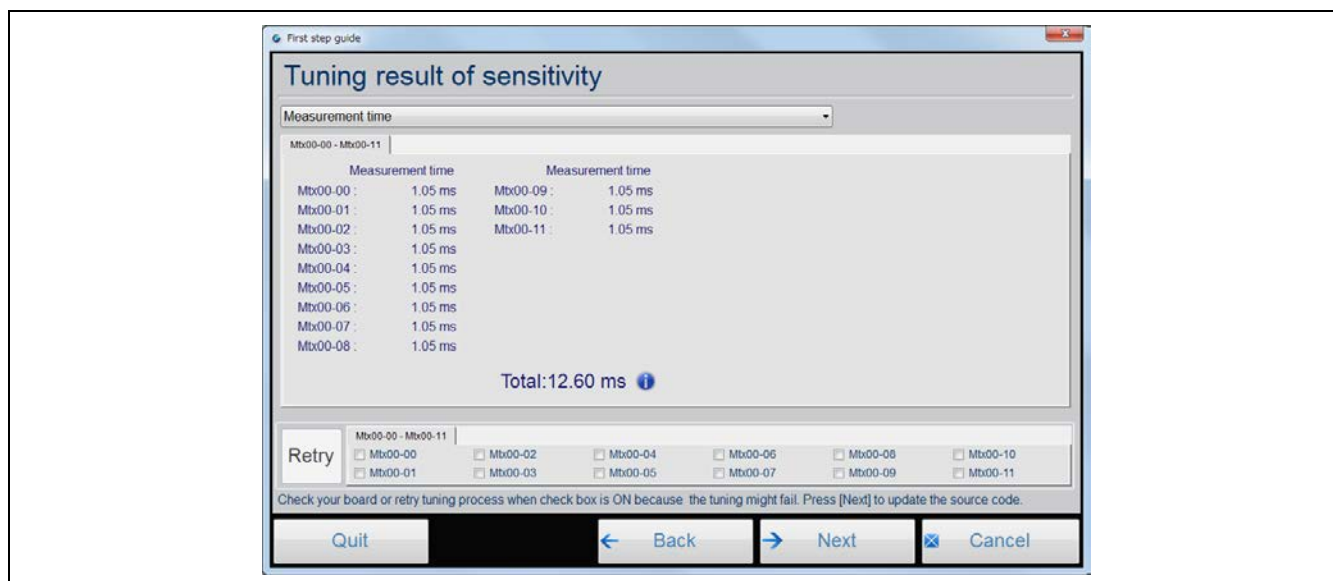 First step guide
Tuning result of sensitivity
Measurement time
Mtx00-00 - Mtx00-11
Measurement time Measurement time
Mtx00-00 : 1.05 ms Mtx00-09 : 1.05 ms
Mtx00-01 : 1.05 ms Mtx00-10 : 1.05 ms
Mtx00-02 : 1.05 ms Mtx00-11 : 1.05 ms
Mtx00-03 : 1.05 ms
Mtx00-04 : 1.05 ms
Mtx00-05 : 1.05 ms
Mtx00-06 : 1.05 ms
Mtx00-07 : 1.05 ms
Mtx00-08 : 1.05 ms
Total:12.60 ms
Mtx00-00 - Mtx00-11
Retry
Mtx00-00 Mtx00-02 Mtx00-04 Mtx00-06 Mtx00-08 Mtx00-10
Mtx00-01 Mtx00-03 Mtx00-05 Mtx00-07 Mtx00-09 Mtx00-11
Check your board or retry tuning process when check box is ON because the tuning might fail. Press [Next] to update the source code.
Quit Back Next Cancel